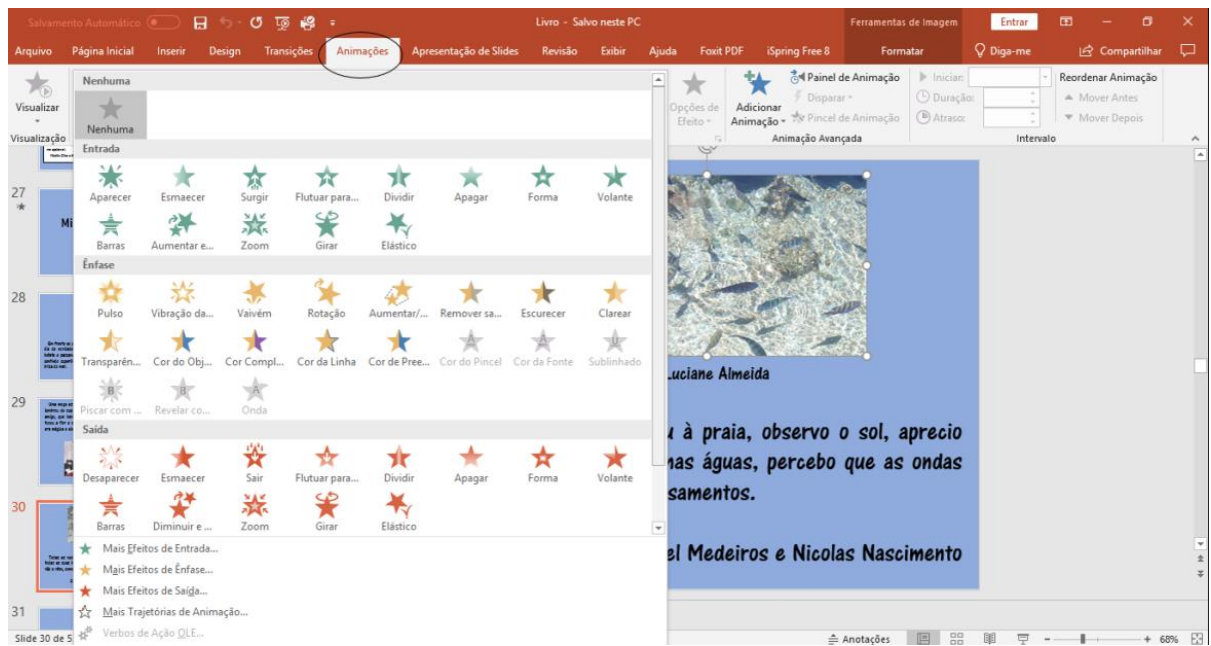 Salvamento Automático
Livro - Salvo neste PC
Ferramentas de Imagem
Entrar
Arquivo Página Inicial Inserir Design Transições Animações Apresentação de Slides Revisão Exibir Ajuda Foxit PDF iSpring Free 8 Formatar Diga-me Compartilhar
Visualizar
Visualização
Nenhuma
Nenhuma
Entrada
Aparecer Esmaecer Surgir Flutuar para... Dividir Apagar Forma Volante
Barras Aumentar e... Zoom Girar Elástico
Ênfase
Pulso Vibração da... Vaivém Rotação Aumentar/... Remover sa... Escurecer Clarear
Transparên... Cor do Obj... Cor Compl... Cor da Linha Cor de Pree... Cor do Pincel Cor da Fonte Sublinhado
Piscar com ... Revelar co... Onda
Saída
Desaparecer Esmaecer Sair Flutuar para... Dividir Apagar Forma Volante
Barras Diminuir e ... Zoom Girar Elástico
Mais Efeitos de Entrada...
Mais Efeitos de Ênfase...
Mais Efeitos de Saída...
Mais Trajetórias de Animação...
Verbos de Ação OLE...
Opções de
Efeito
Adicionar
Animação
Painel de Animação
Disparar
Pincel de Animação
Animação Avançada
Iniciar:
Duração:
Atraso:
Intervalo
Reordenar Animação
Mover Antes
Mover Depois
27
Mi
28
29
30
31
Luciane Almeida
u à praia, observo o sol, aprecio
nas águas, percebo que as ondas
samentos.
el Medeiros e Nicolas Nascimento
Slide 30 de 5
Anotações
68%